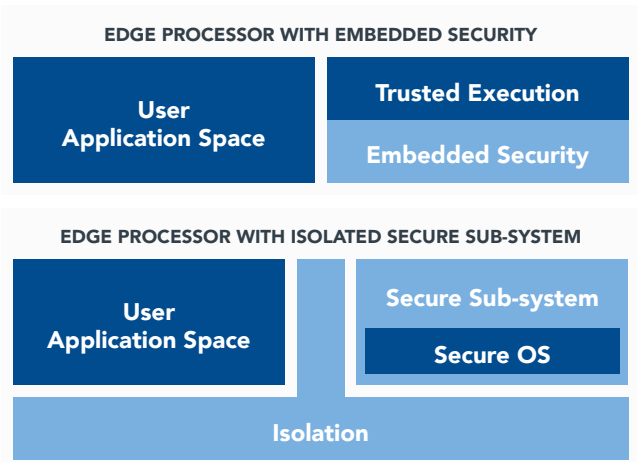 EDGE PROCESSOR WITH EMBEDDED SECURITY
User
Application Space
Trusted Execution
Embedded Security
EDGE PROCESSOR WITH ISOLATED SECURE SUB-SYSTEM
User
Application Space
Secure Sub-system
Secure OS
Isolation